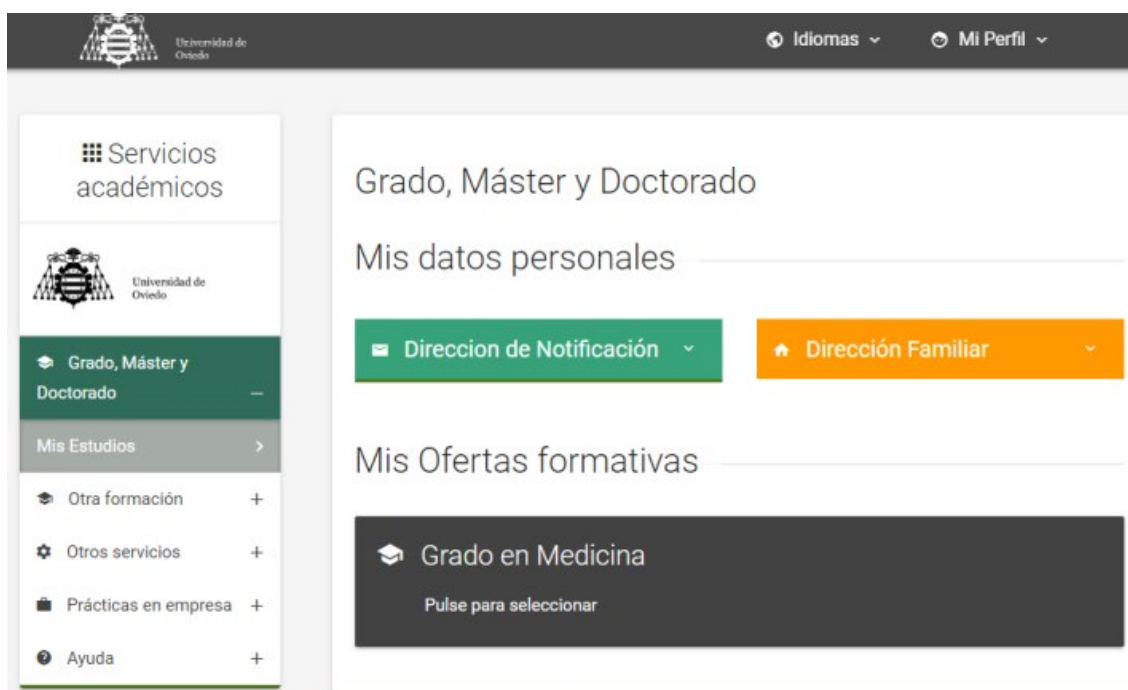 Universidad de
Oviedo
Idiomas
Mi Perfil
Servicios
académicos
Universidad de
Oviedo
Grado, Máster y
Doctorado
Mis Estudios
Otra formación
Otros servicios
Prácticas en empresa
Ayuda
Grado, Máster y Doctorado
Mis datos personales
Direccion de Notificación
Dirección Familiar
Mis Ofertas formativas
Grado en Medicina
Pulse para seleccionar